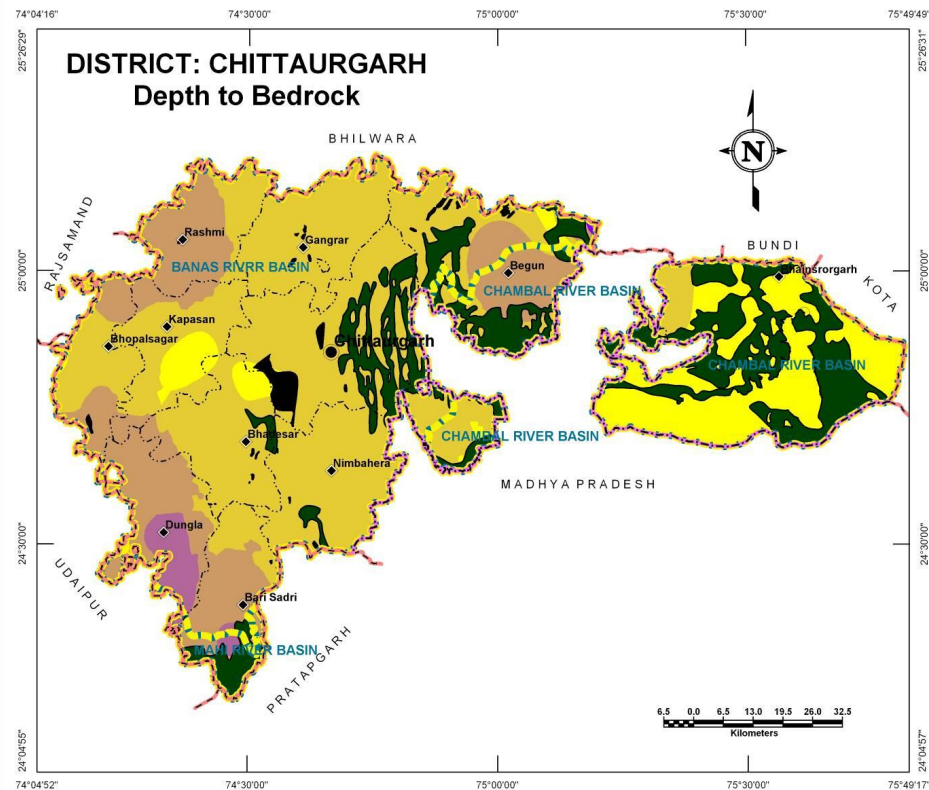 74°04'16"
74°30'00"
75°00'00"
75°30'00"
75°49'49"
25°26'29"
25°26'31"
DISTRICT: CHITTAURGARH
Depth to Bedrock
BHILWARA
N
RAJSAMAND
Rashmi
Gangrar
BANAS RIVRR BASIN
BUNDI
Begun
Bhainsrorgarh
KOTA
25°00'00"
25°00'00"
CHAMBAL RIVER BASIN
Kapasan
Bhopalsagar
Chittaurgarh
CHAMBAL RIVER BASIN
Bhadesar
CHAMBAL RIVER BASIN
Nimbahera
MADHYA PRADESH
Dungla
24°30'00"
24°30'00"
UDAIPUR
Bari Sadri
MAHI RIVER BASIN
PRATAPGARH
6.5 0.0 6.5 13.0 19.5 26.0 32.5
Kilometers
24°04'55"
24°04'57"
74°04'52"
74°30'00"
75°00'00"
75°30'00"
75°49'17"